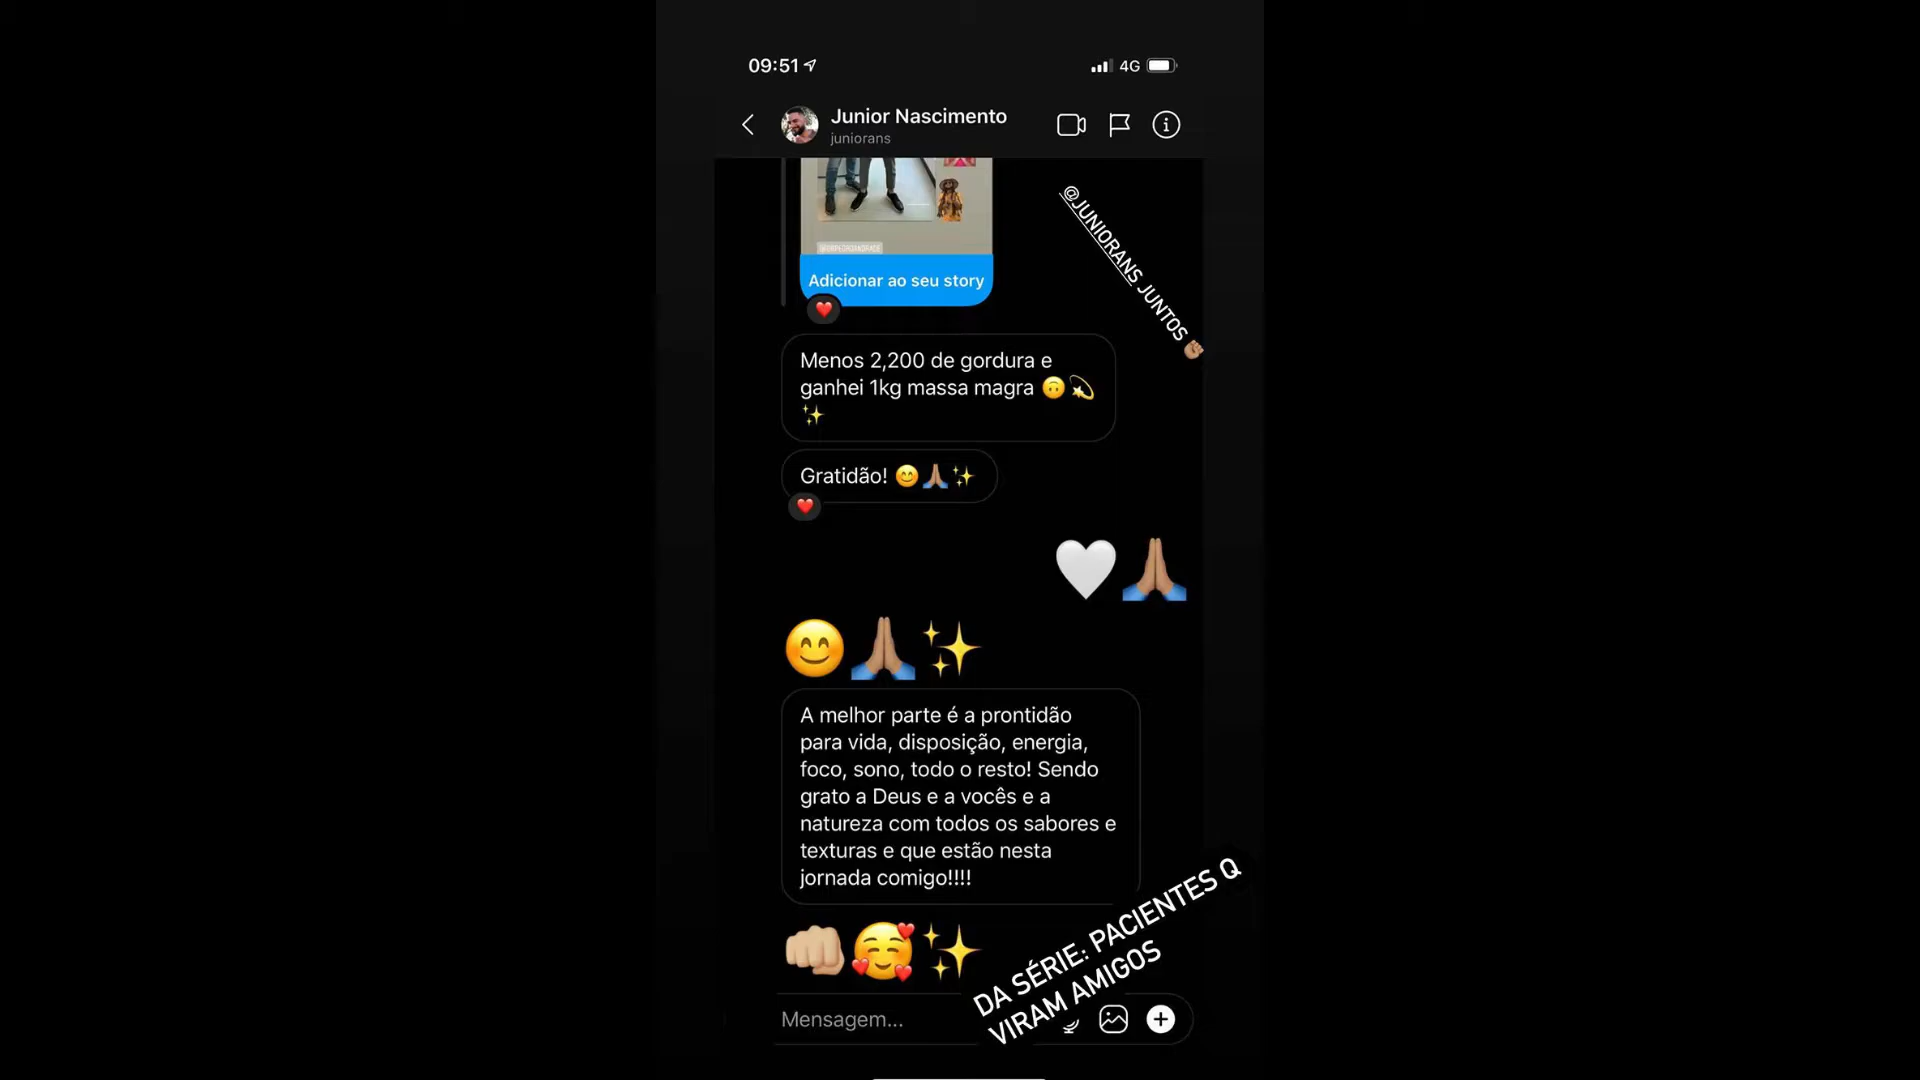 09:51
4G
Junior Nascimento
juniorans
@JUNIORANS JUNTOS
Adicionar ao seu story
Menos 2,200 de gordura e
ganhei 1kg massa magra 🙃💫
✨
Gratidão! 😊🙏🏽✨
🤍🙏🏽
😊🙏🏽✨
A melhor parte é a prontidão
para vida, disposição, energia,
foco, sono, todo o resto! Sendo
grato a Deus e a vocês e a
natureza com todos os sabores e
texturas e que estão nesta
jornada comigo!!!!
👊🏼🥰✨
DA SÉRIE: PACIENTES Q
VIRAM AMIGOS
Mensagem...